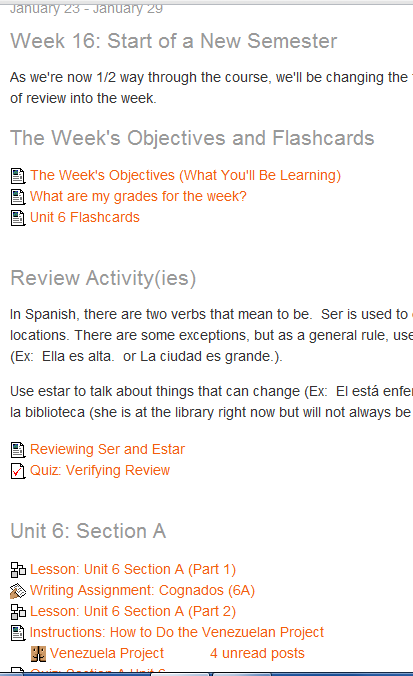 January 23 - January 29
Week 16: Start of a New Semester
As we're now 1/2 way through the course, we'll be changing the
of review into the week.
The Week's Objectives and Flashcards
The Week's Objectives (What You'll Be Learning)
What are my grades for the week?
Unit 6 Flashcards
Review Activity(ies)
In Spanish, there are two verbs that mean to be.  Ser is used to
locations. There are some exceptions, but as a general rule, use
(Ex:  Ella es alta.  or La ciudad es grande.).
Use estar to talk about things that can change (Ex:  El está enfer
la biblioteca (she is at the library right now but will not always be
Reviewing Ser and Estar
Quiz: Verifying Review
Unit 6: Section A
Lesson: Unit 6 Section A (Part 1)
Writing Assignment: Cognados (6A)
Lesson: Unit 6 Section A (Part 2)
Instructions: How to Do the Venezuelan Project
Venezuela Project 4 unread posts
Quiz: Section A Unit 6